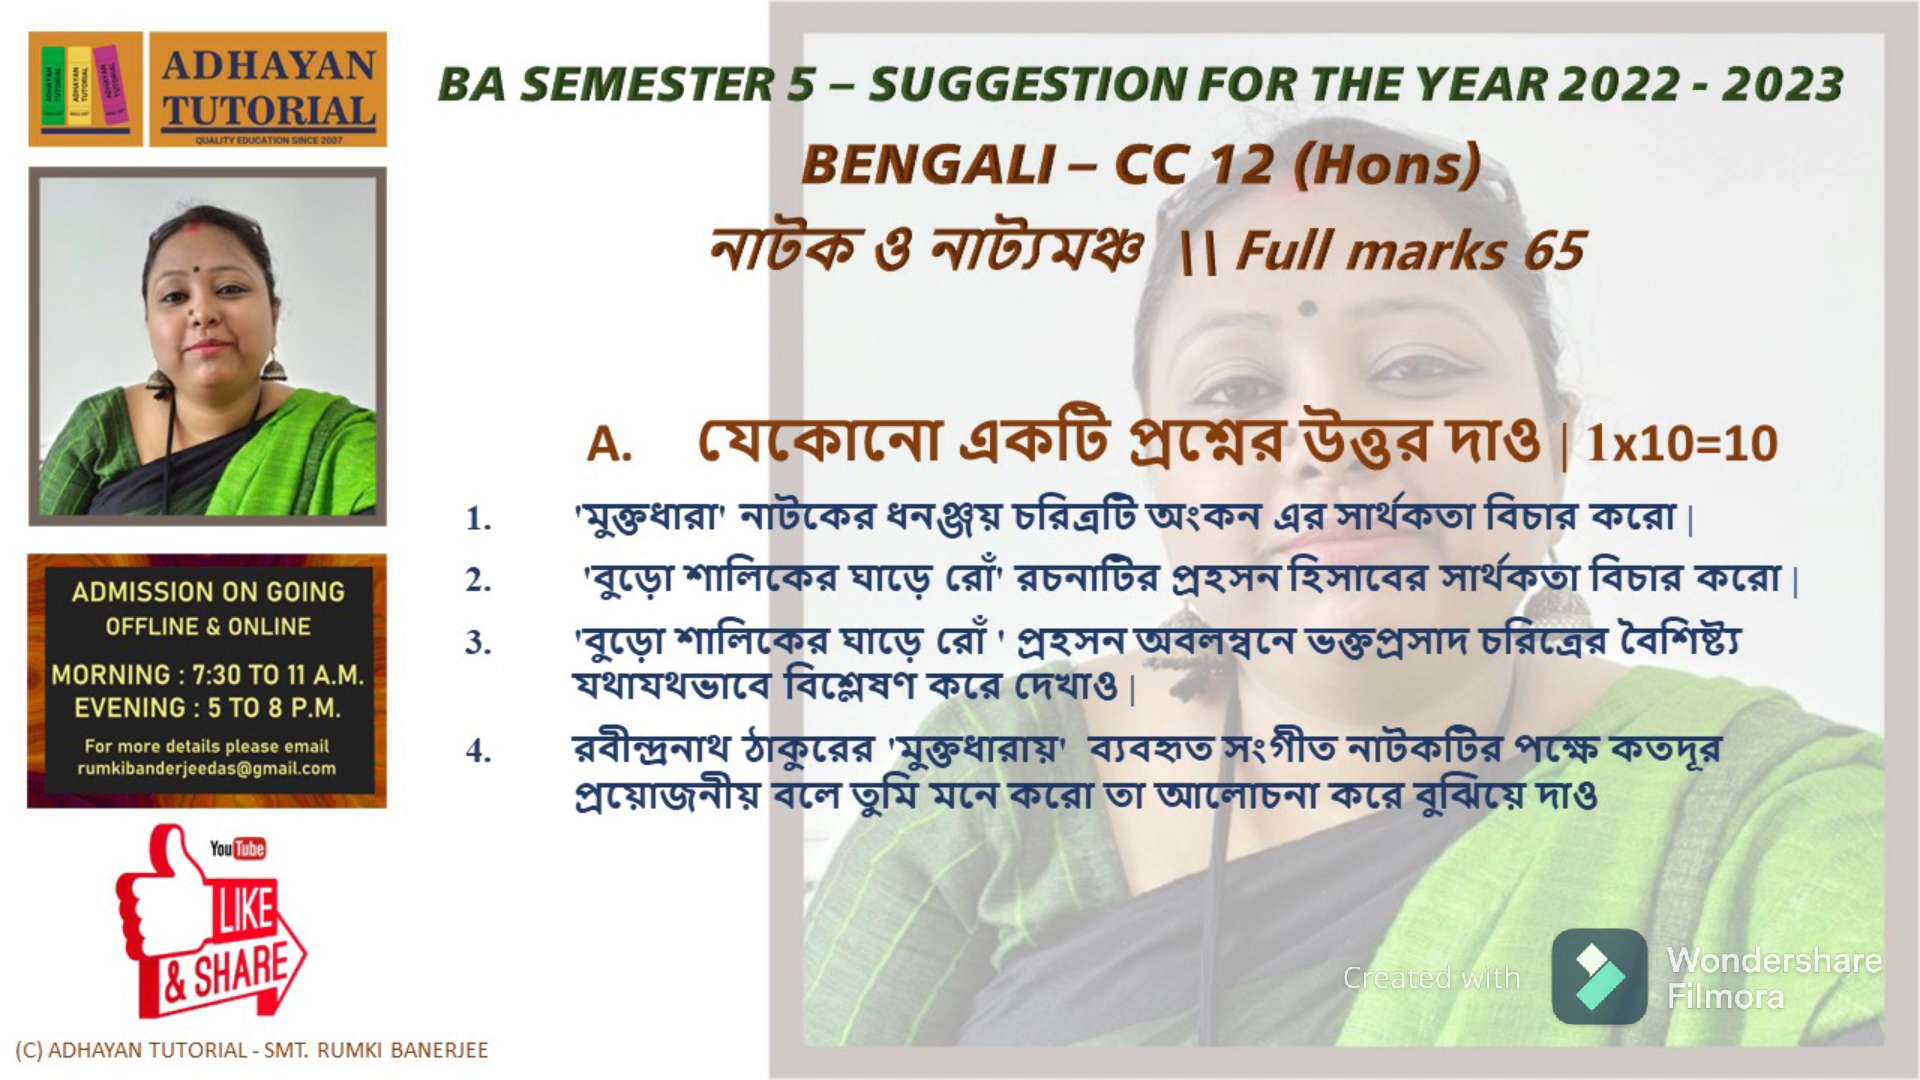 ADHAYAN
TUTORIAL
QUALITY EDUCATION SINCE 2007
BA SEMESTER 5 – SUGGESTION FOR THE YEAR 2022 - 2023
BENGALI – CC 12 (Hons)
নাটক ও নাট্যমঞ্চ \\ Full marks 65
A. যেকোনো একটি প্রশ্নের উত্তর দাও | 1x10=10
1. 'মুক্তধারা' নাটকের ধনঞ্জয় চরিত্রটি অংকন এর সার্থকতা বিচার করো |
2. 'বুড়ো শালিকের ঘাড়ে রোঁ' রচনাটির প্রহসন হিসাবের সার্থকতা বিচার করো |
3. 'বুড়ো শালিকের ঘাড়ে রোঁ ' প্রহসন অবলম্বনে ভক্তপ্রসাদ চরিত্রের বৈশিষ্ট্য
যথাযথভাবে বিশ্লেষণ করে দেখাও |
4. রবীন্দ্রনাথ ঠাকুরের 'মুক্তধারায়' ব্যবহৃত সংগীত নাটকটির পক্ষে কতদূর
প্রয়োজনীয় বলে তুমি মনে করো তা আলোচনা করে বুঝিয়ে দাও
ADMISSION ON GOING
OFFLINE & ONLINE
MORNING : 7:30 TO 11 A.M.
EVENING : 5 TO 8 P.M.
For more details please email
rumkibanderjeedas@gmail.com
YouTube
LIKE
& SHARE
(C) ADHAYAN TUTORIAL - SMT. RUMKI BANERJEE
Created with
Wondershare
Filmora